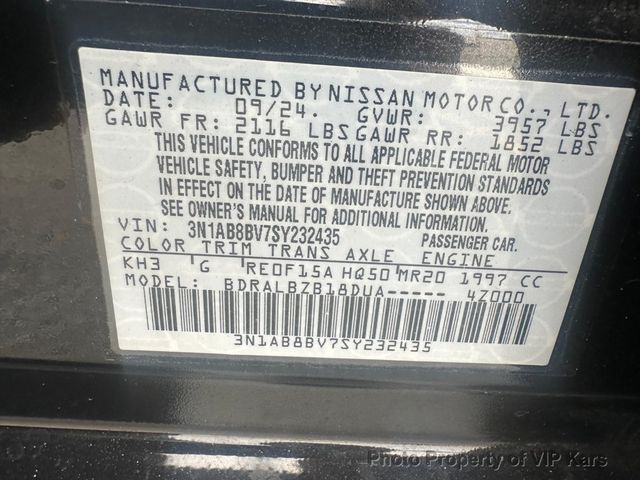 MANUFACTURED BY NISSAN MOTOR CO., LTD.
DATE: 09/24. GVWR: 3957 LBS
GAWR FR: 2116 LBS GAWR RR: 1852 LBS
THIS VEHICLE CONFORMS TO ALL APPLICABLE FEDERAL MOTOR
VEHICLE SAFETY, BUMPER AND THEFT PREVENTION STANDARDS
IN EFFECT ON THE DATE OF MANUFACTURE SHOWN ABOVE.
SEE OWNER'S MANUAL FOR ADDITIONAL INFORMATION.
VIN: 3N1AB8BV7SY232435 PASSENGER CAR.
COLOR TRIM TRANS AXLE ENGINE
KH3 G RE0F15A HQ50 MR20 1997 CC
MODEL: BDRALBZB18DUA----- 4Z000
3N1AB8BV7SY232435
Photo Property of VIP Kars